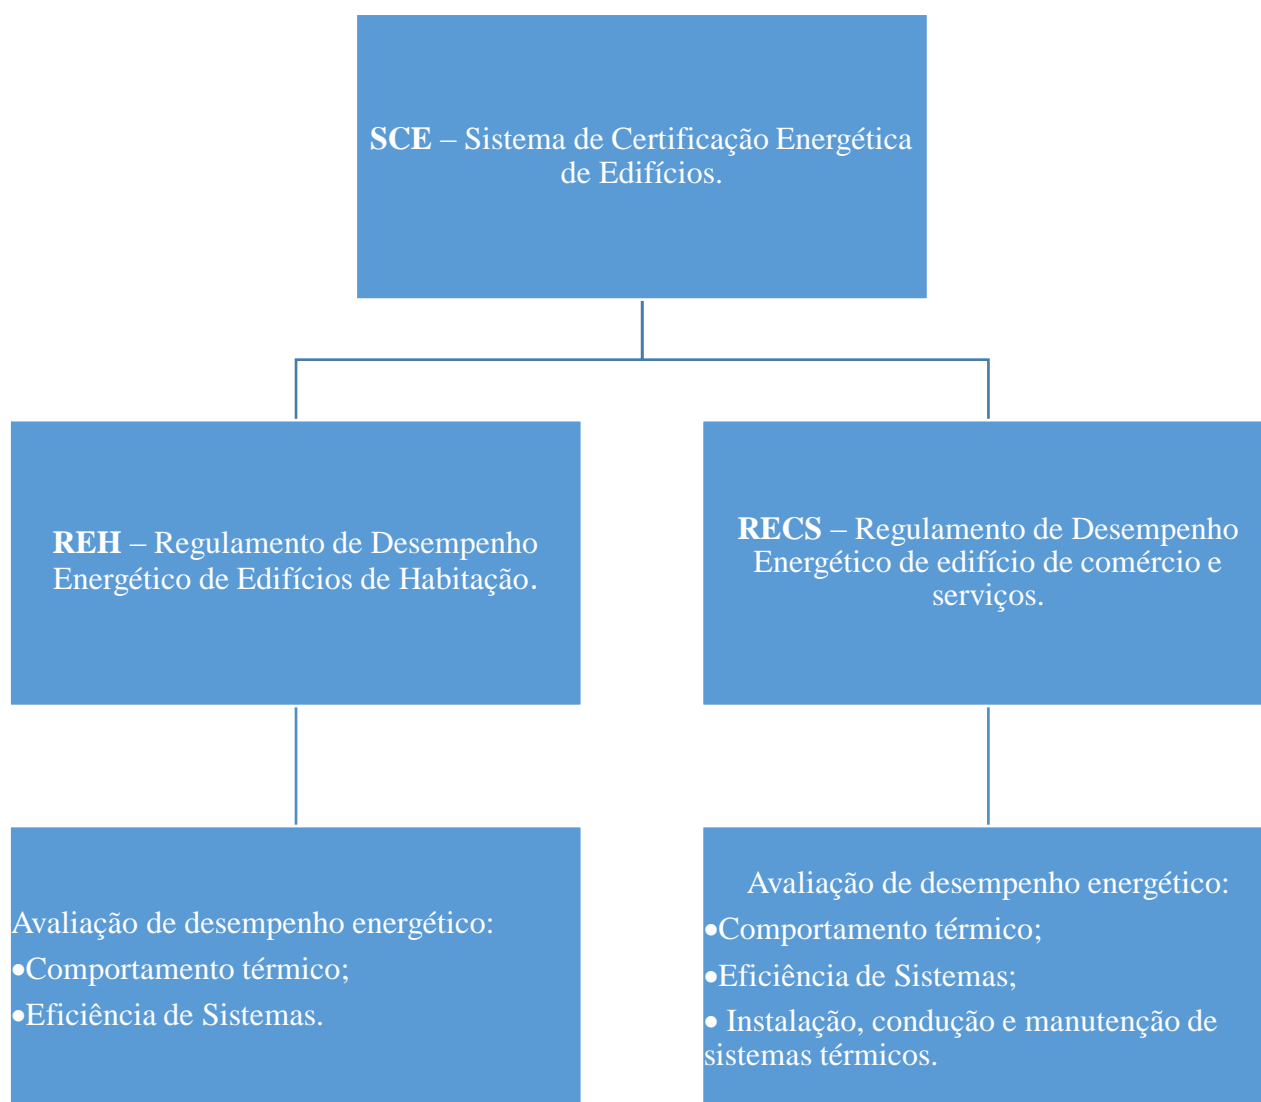 SCE – Sistema de Certificação Energética
de Edifícios.
REH – Regulamento de Desempenho
Energético de Edifícios de Habitação.
RECS – Regulamento de Desempenho
Energético de edifício de comércio e
serviços.
Avaliação de desempenho energético:
•Comportamento térmico;
•Eficiência de Sistemas.
Avaliação de desempenho energético:
•Comportamento térmico;
•Eficiência de Sistemas;
• Instalação, condução e manutenção de
sistemas térmicos.